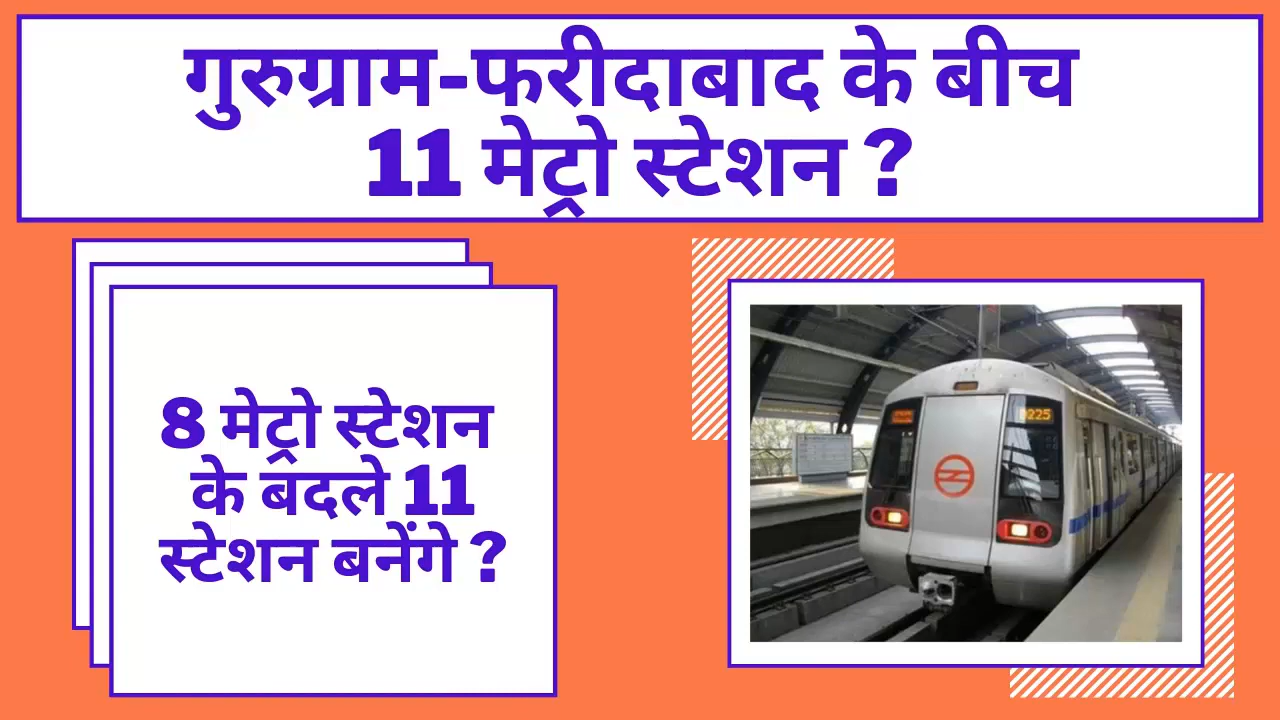 गुरुग्राम-फरीदाबाद के बीच
11 मेट्रो स्टेशन ?
8 मेट्रो स्टेशन
के बदले 11
स्टेशन बनेंगे ?